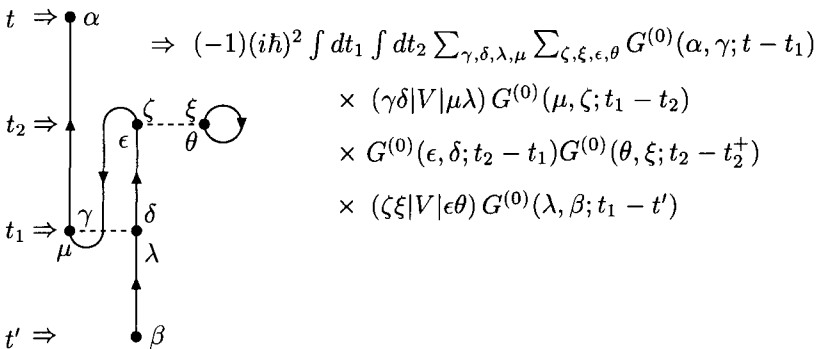 t ⇒ α
⇒ (−1)(iħ)² ∫ dt₁ ∫ dt₂ ∑_{γ,δ,λ,μ} ∑_{ζ,ξ,ϵ,θ} G⁽⁰⁾(α, γ; t − t₁)
× (γδ|V|μλ) G⁽⁰⁾(μ, ζ; t₁ − t₂)
t₂ ⇒ ϵ ζ ξ θ
× G⁽⁰⁾(ϵ, δ; t₂ − t₁)G⁽⁰⁾(θ, ξ; t₂ − t₂⁺)
× (ζξ|V|ϵθ) G⁽⁰⁾(λ, β; t₁ − t′)
t₁ ⇒ μ γ δ λ
t′ ⇒ β